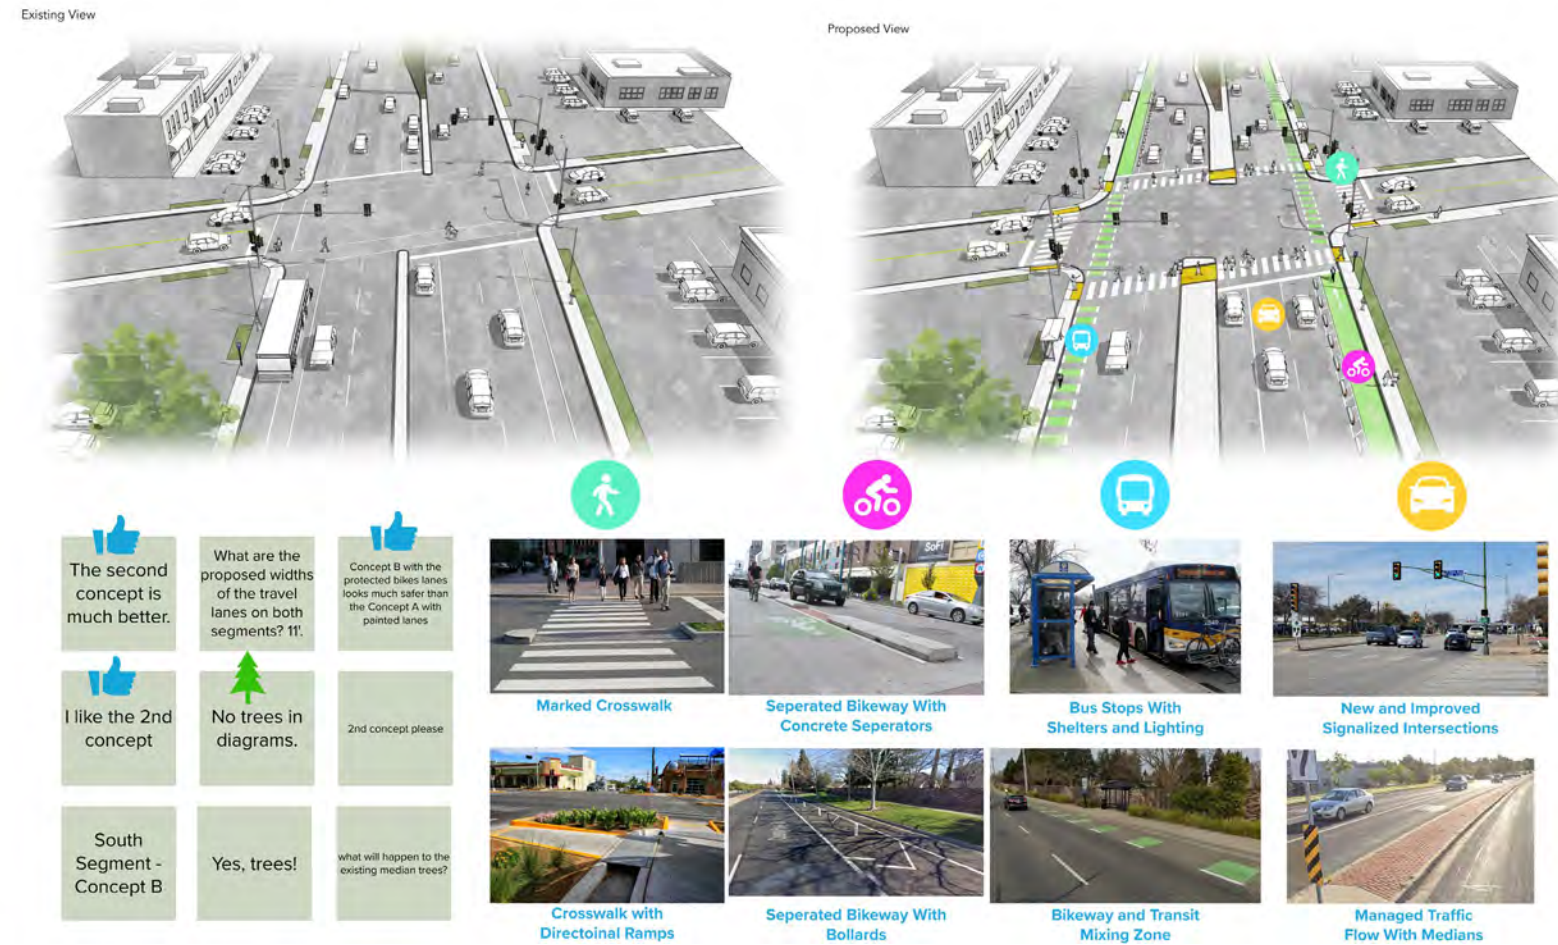 Existing View
Proposed View
The second
concept is
much better.
What are the
proposed widths
of the travel
lanes on both
segments? 11'.
Concept B with the
protected bikes lanes
looks much safer than
the Concept A with
painted lanes
I like the 2nd
concept
No trees in
diagrams.
2nd concept please
South
Segment -
Concept B
Yes, trees!
what will happen to the
existing median trees?
SoFi
Marked Crosswalk
Seperated Bikeway With
Concrete Seperators
Bus Stops With
Shelters and Lighting
New and Improved
Signalized Intersections
Crosswalk with
Directoinal Ramps
Seperated Bikeway With
Bollards
Bikeway and Transit
Mixing Zone
Managed Traffic
Flow With Medians